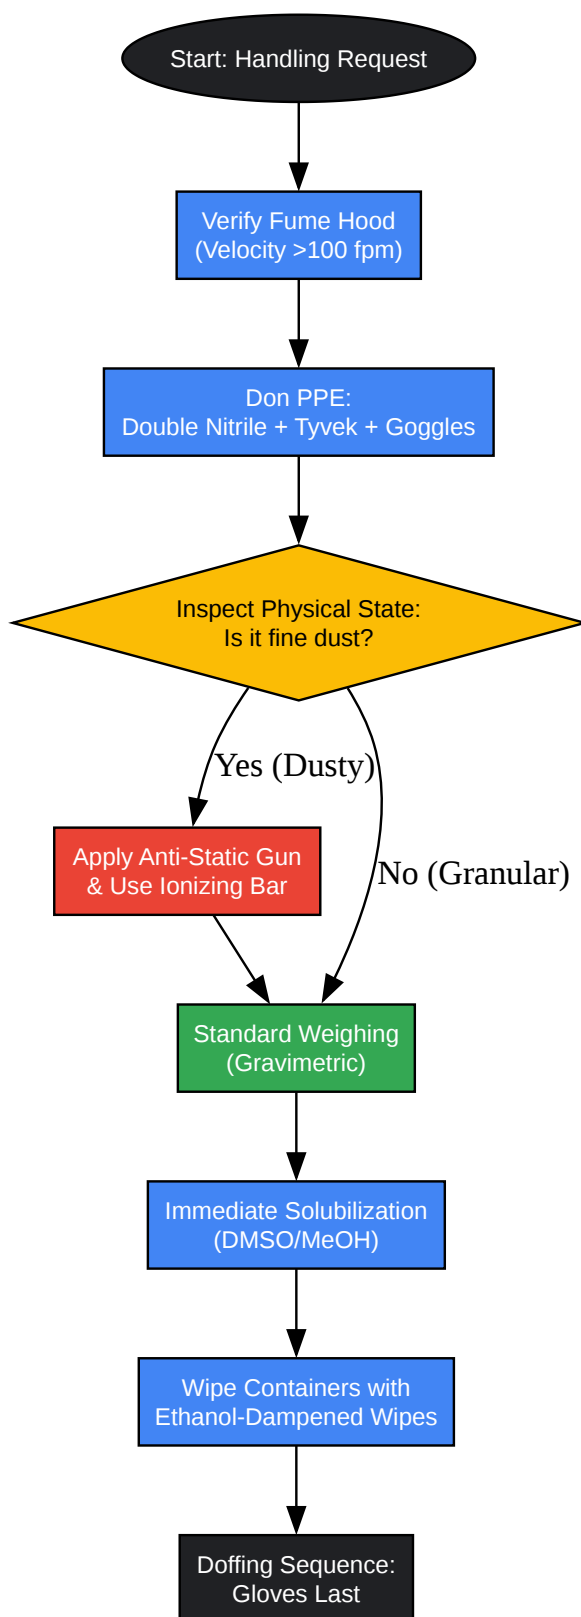 Start: Handling Request
Verify Fume Hood
(Velocity >100 fpm)
Don PPE:
Double Nitrile + Tyvek + Goggles
Inspect Physical State:
Is it fine dust?
Yes (Dusty)
Apply Anti-Static Gun
& Use Ionizing Bar
No (Granular)
Standard Weighing
(Gravimetric)
Immediate Solubilization
(DMSO/MeOH)
Wipe Containers with
Ethanol-Dampened Wipes
Doffing Sequence:
Gloves Last